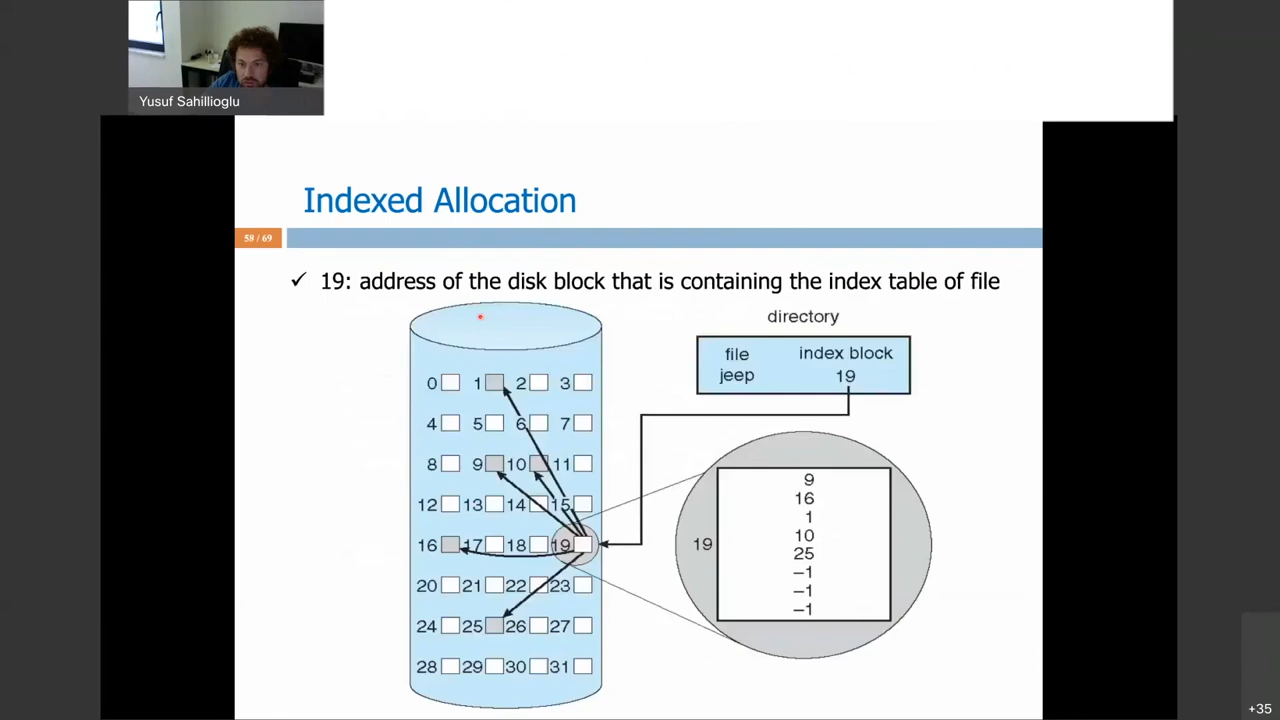 Yusuf Sahillioglu
Indexed Allocation
58 / 69
✓ 19: address of the disk block that is containing the index table of file
directory
file index block
jeep 19
0 1 2 3
4 5 6 7
8 9 10 11
12 13 14 15
16 17 18 19
20 21 22 23
24 25 26 27
28 29 30 31
19
9
16
1
10
25
–1
–1
–1
+35